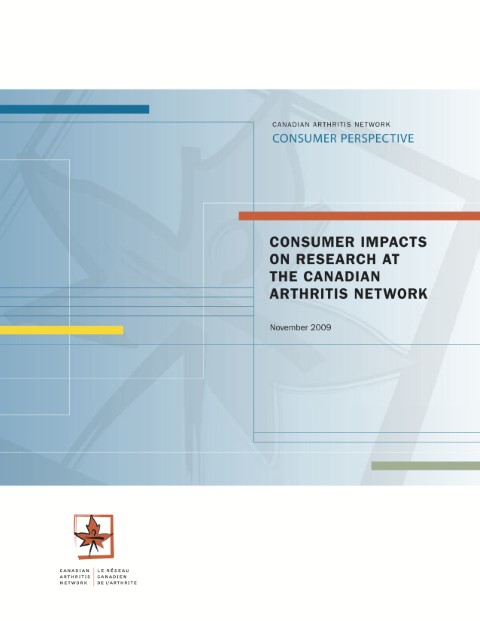 CANADIAN ARTHRITIS NETWORK
CONSUMER PERSPECTIVE
CONSUMER IMPACTS
ON RESEARCH AT
THE CANADIAN
ARTHRITIS NETWORK
November 2009
CANADIAN LE RÉSEAU
ARTHRITIS CANADIEN
NETWORK DE L'ARTHRITE